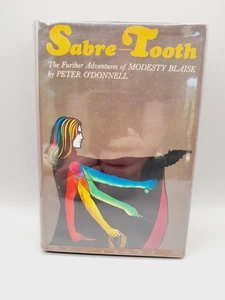 Sabre-Tooth
The Further Adventures of MODESTY BLAISE
by PETER O'DONNELL